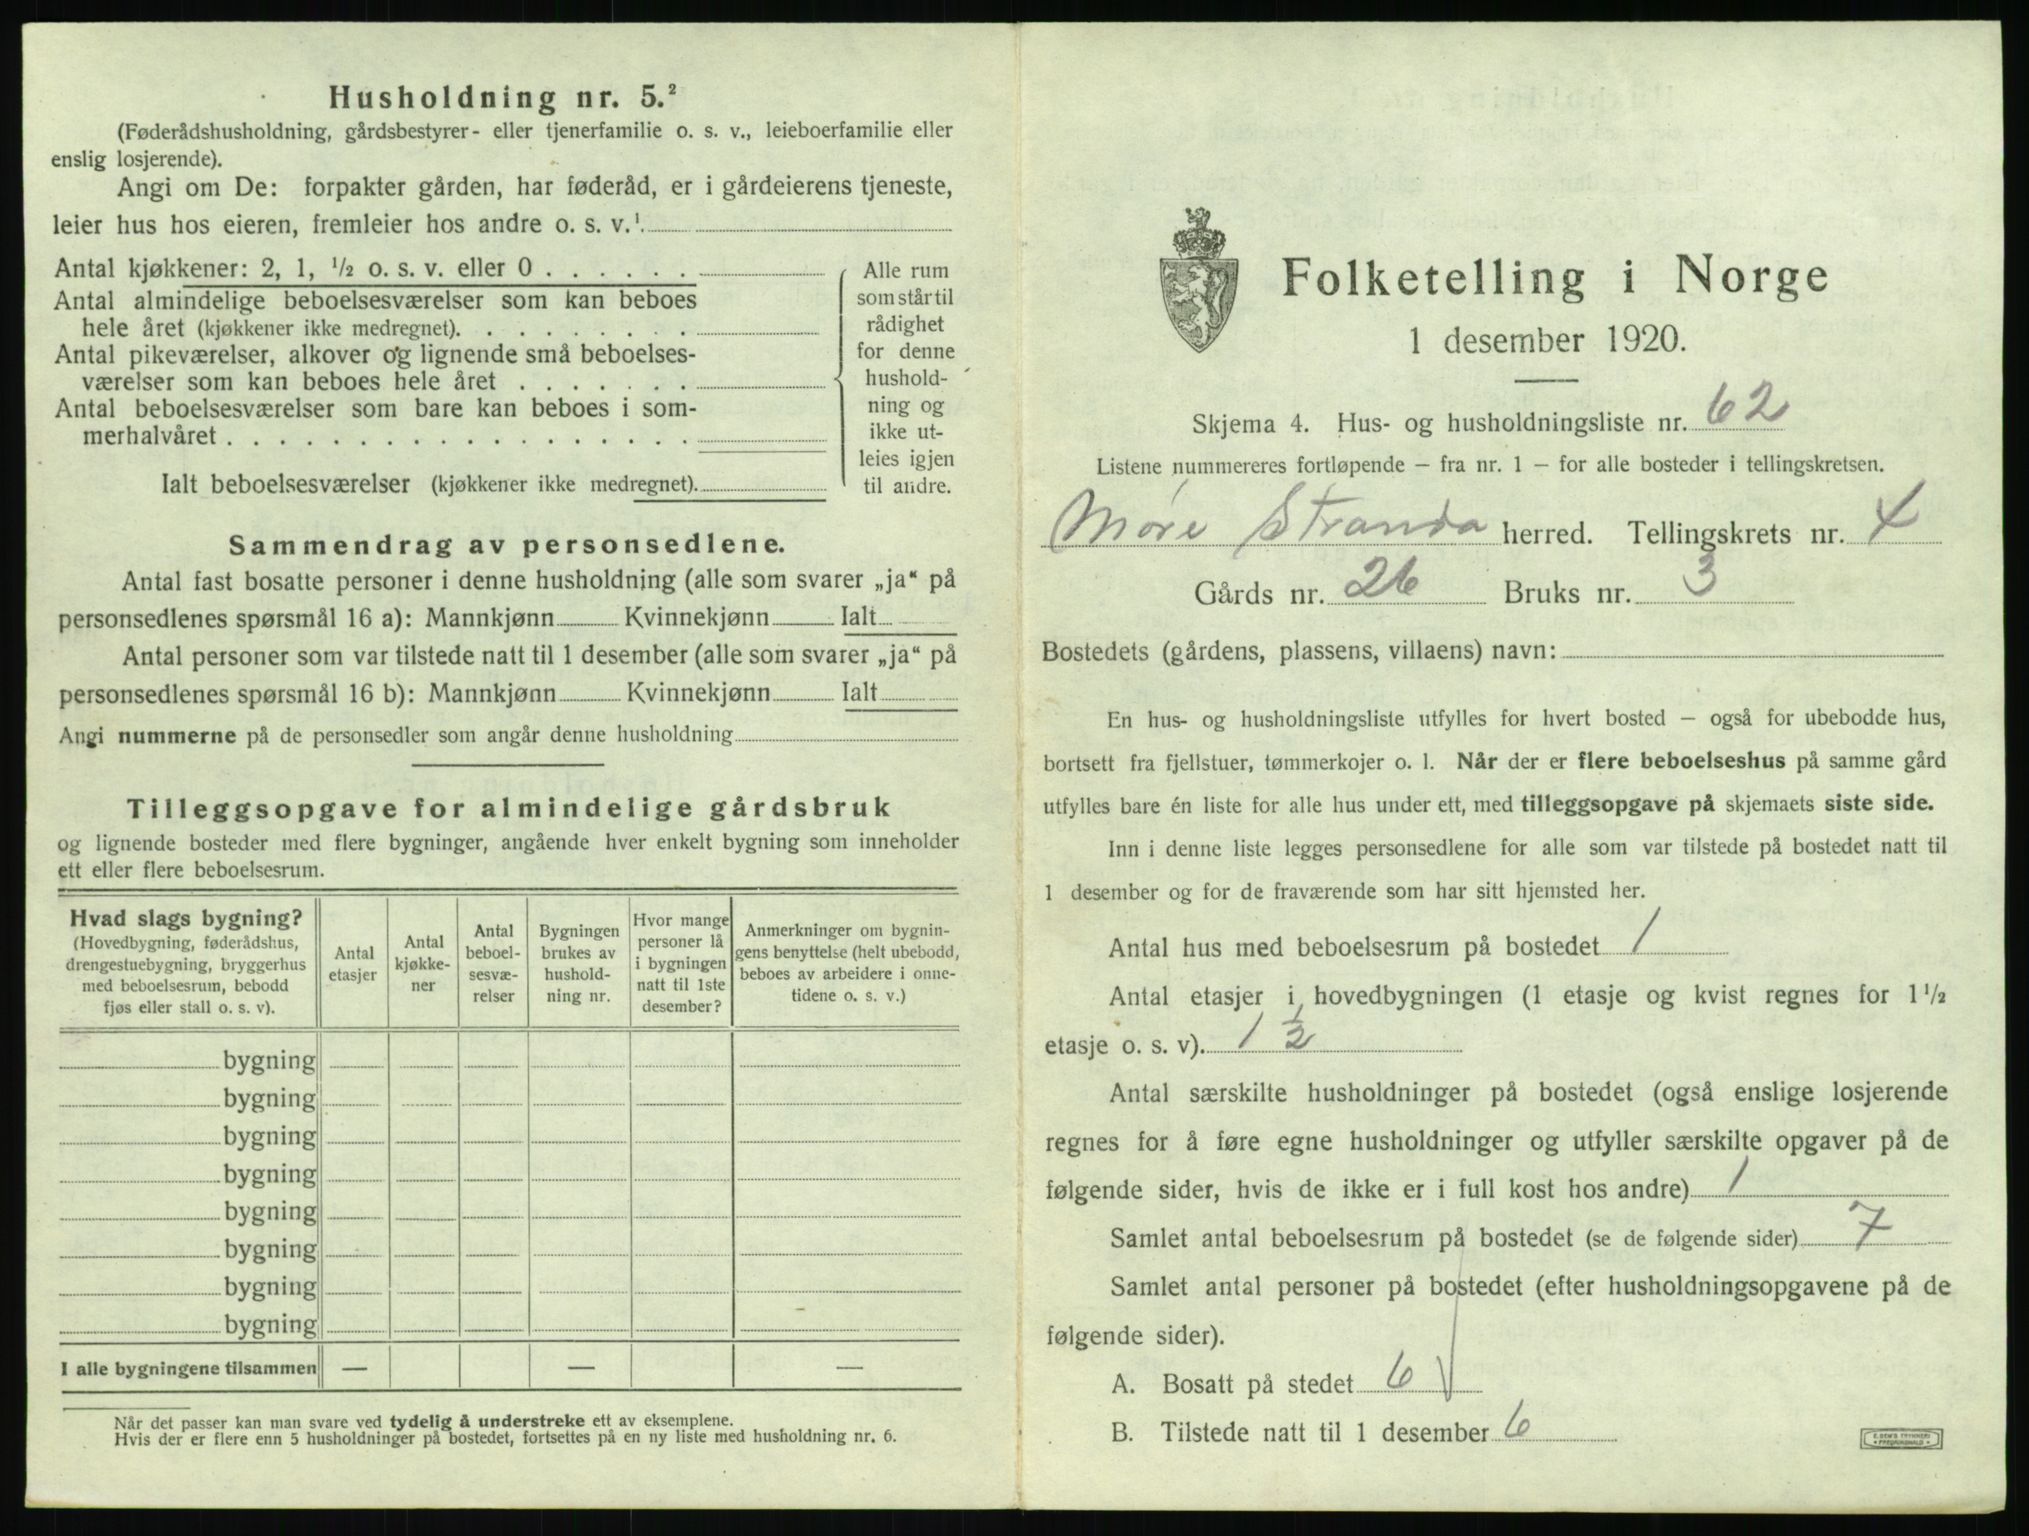 Husholdning nr. 5.²
(Føderådshusholdning, gårdsbestyrer- eller tjenerfamilie o. s. v., leieboerfamilie eller
enslig losjerende).
Angi om De: forpakter gården, har føderåd, er i gårdeierens tjeneste,
leier hus hos eieren, fremleier hos andre o. s. v.¹.
Antal kjøkkener: 2, 1, ½ o. s. v. eller 0 . . . . . .
Antal almindelige beboelsesværelser som kan beboes
hele året (kjøkkener ikke medregnet). . . . . . . . .
Antal pikeværelser, alkover og lignende små beboelses-
værelser som kan beboes hele året . . . . . . .
Antal beboelsesværelser som bare kan beboes i som-
merhalvåret . . . . . . . . . . . . . . . . .
Ialt beboelsesværelser (kjøkkener ikke medregnet).
Alle rum
som står til
rådighet
for denne
hushold-
ning og
ikke ut-
leies igjen
til andre.
Sammendrag av personsedlene.
Antal fast bosatte personer i denne husholdning (alle som svarer „ja“ på
personsedlenes spørsmål 16 a): Mannkjønn Kvinnekjønn Ialt
Antal personer som var tilstede natt til 1 desember (alle som svarer „ja“ på
personsedlenes spørsmål 16 b): Mannkjønn Kvinnekjønn Ialt
Angi nummerne på de personsedler som angår denne husholdning
Tilleggsopgave for almindelige gårdsbruk
og lignende bosteder med flere bygninger, angående hver enkelt bygning som inneholder
ett eller flere beboelsesrum.
Hvad slags bygning?
(Hovedbygning, føderådshus,
drengestuebygning, bryggerhus
med beboelsesrum, bebodd
fjøs eller stall o. s. v).
Antal
etasjer
Antal
kjøkke-
ner
Antal
beboel-
sesvæ-
relser
Bygningen
brukes av
hushold-
ning nr.
Hvor mange
personer lå
i bygningen
natt til 1ste
desember?
Anmerkninger om bygnin-
gens benyttelse (helt ubebodd,
beboes av arbeidere i onne-
tidene o. s. v.)
bygning
bygning
bygning
bygning
bygning
bygning
bygning
bygning
I alle bygningene tilsammen — — —
Når det passer kan man svare ved tydelig å understreke ett av eksemplene.
Hvis der er flere enn 5 husholdninger på bostedet, fortsettes på en ny liste med husholdning nr. 6.
Folketelling i Norge
1 desember 1920.
Skjema 4. Hus- og husholdningsliste nr. 62
Listene nummereres fortløpende – fra nr. 1 – for alle bosteder i tellingskretsen.
Møre Stranda herred. Tellingskrets nr. 4
Gårds nr. 26 Bruks nr. 3
Bostedets (gårdens, plassens, villaens) navn:
En hus- og husholdningsliste utfylles for hvert bosted – også for ubebodde hus,
bortsett fra fjellstuer, tømmerkojer o. l. Når der er flere beboelseshus på samme gård
utfylles bare én liste for alle hus under ett, med tilleggsopgave på skjemaets siste side.
Inn i denne liste legges personsedlene for alle som var tilstede på bostedet natt til
1 desember og for de fraværende som har sitt hjemsted her.
Antal hus med beboelsesrum på bostedet 1
Antal etasjer i hovedbygningen (1 etasje og kvist regnes for 1½
etasje o. s. v). 1 ½
Antal særskilte husholdninger på bostedet (også enslige losjerende
regnes for å føre egne husholdninger og utfyller særskilte opgaver på de
følgende sider, hvis de ikke er i full kost hos andre) 1
Samlet antal beboelsesrum på bostedet (se de følgende sider) 7
Samlet antal personer på bostedet (efter husholdningsopgavene på de
følgende sider).
A. Bosatt på stedet 6
B. Tilstede natt til 1 desember 6